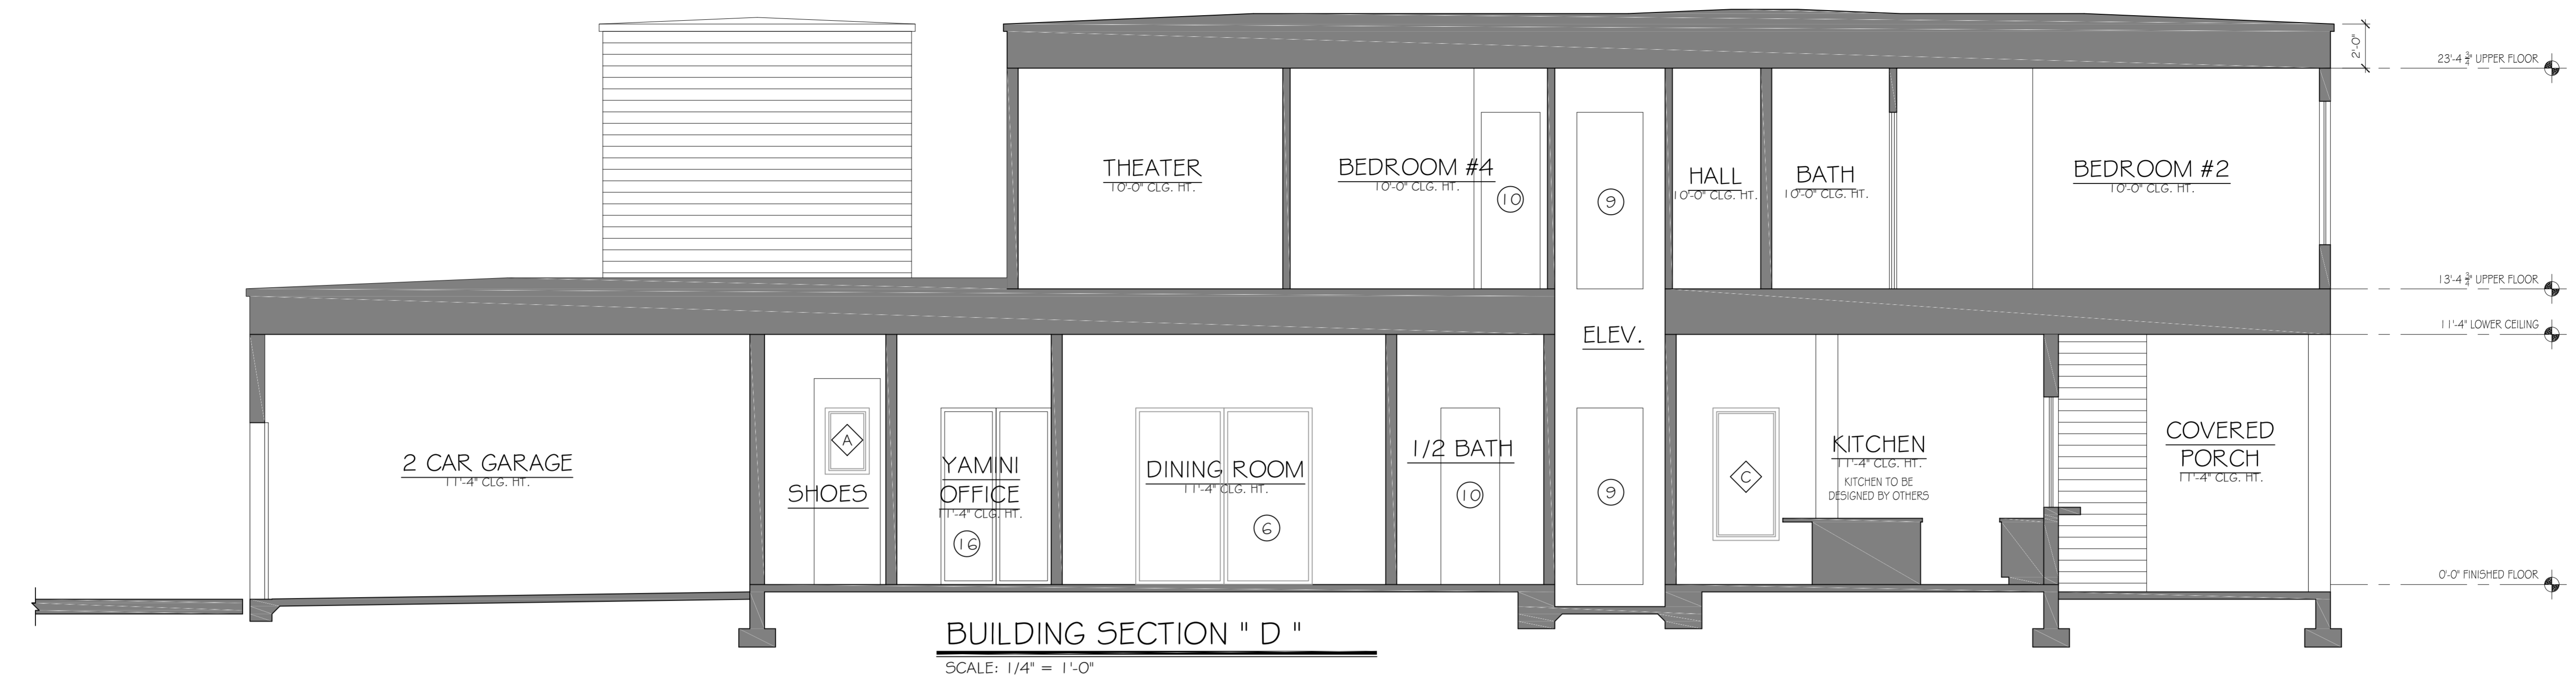 2'-0"
23'-4 3/4" UPPER FLOOR
THEATER
10'-0" CLG. HT.
BEDROOM #4
10'-0" CLG. HT.
10
9
HALL
10'-0" CLG. HT.
BATH
10'-0" CLG. HT.
BEDROOM #2
10'-0" CLG. HT.
13'-4 3/4" UPPER FLOOR
11'-4" LOWER CEILING
ELEV.
2 CAR GARAGE
11'-4" CLG. HT.
SHOES
A
YAMINI
OFFICE
11'-4" CLG. HT.
16
DINING ROOM
11'-4" CLG. HT.
6
1/2 BATH
10
9
C
KITCHEN
11'-4" CLG. HT.
KITCHEN TO BE
DESIGNED BY OTHERS
COVERED
PORCH
11'-4" CLG. HT.
0'-0" FINISHED FLOOR
BUILDING SECTION " D "
SCALE: 1/4" = 1'-0"